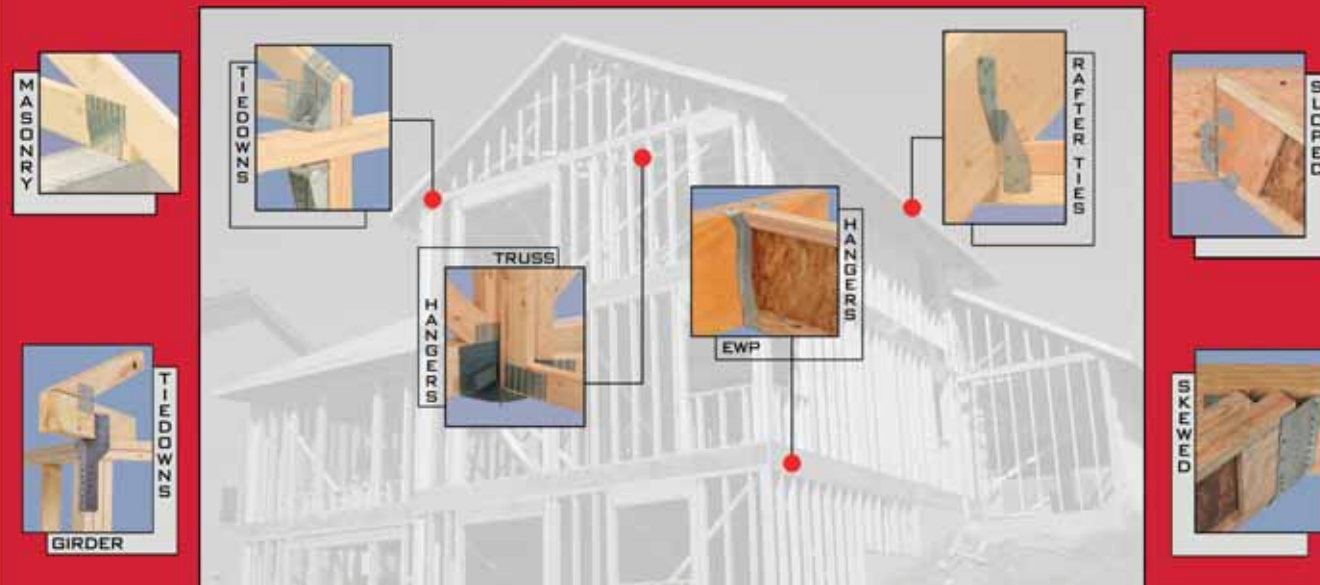 MASONRY
TIEDOWNS
TRUSS
HANGERS
HANGERS
EWP
RAFTER TIES
SLOPED
TIEDOWNS
GIRDER
SKEWED